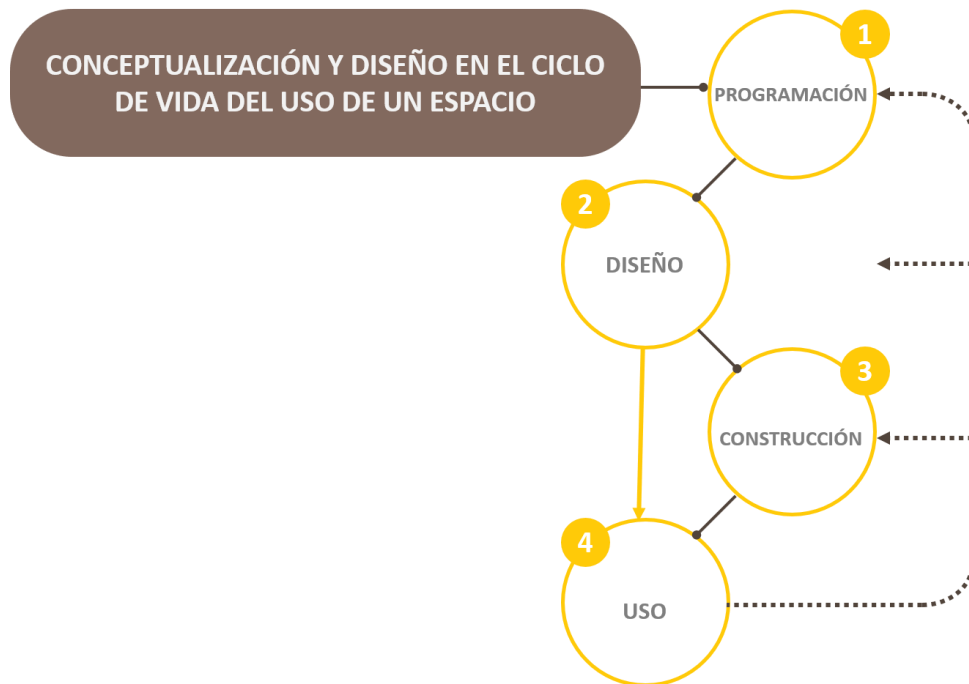 CONCEPTUALIZACIÓN Y DISEÑO EN EL CICLO
DE VIDA DEL USO DE UN ESPACIO
1
PROGRAMACIÓN
2
DISEÑO
3
CONSTRUCCIÓN
4
USO